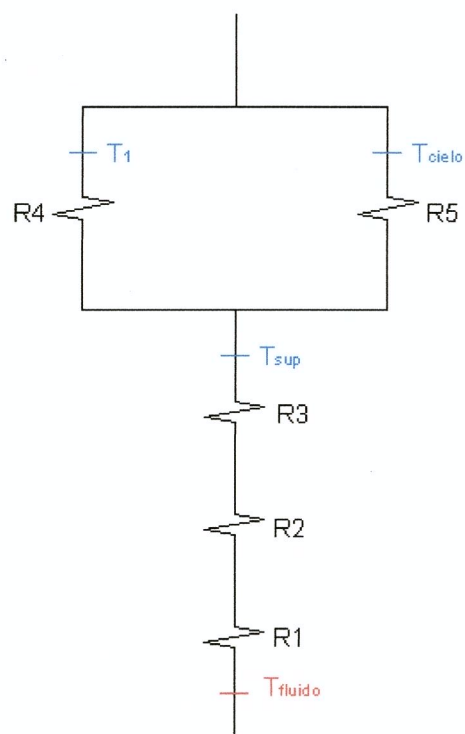 T1 Tcielo
R4 R5
Tsup
R3
R2
R1
Tfluido